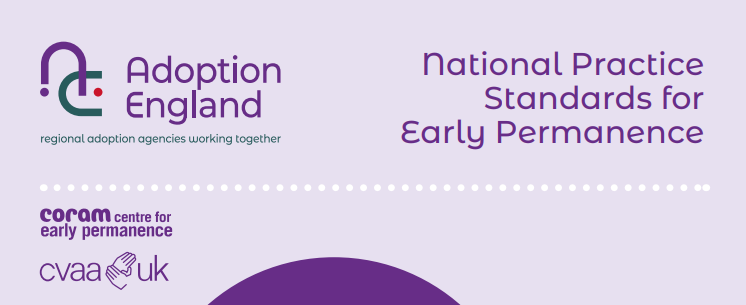 Adoption
England
regional adoption agencies working together
National Practice
Standards for
Early Permanence
coram centre for
early permanence
cvaa uk